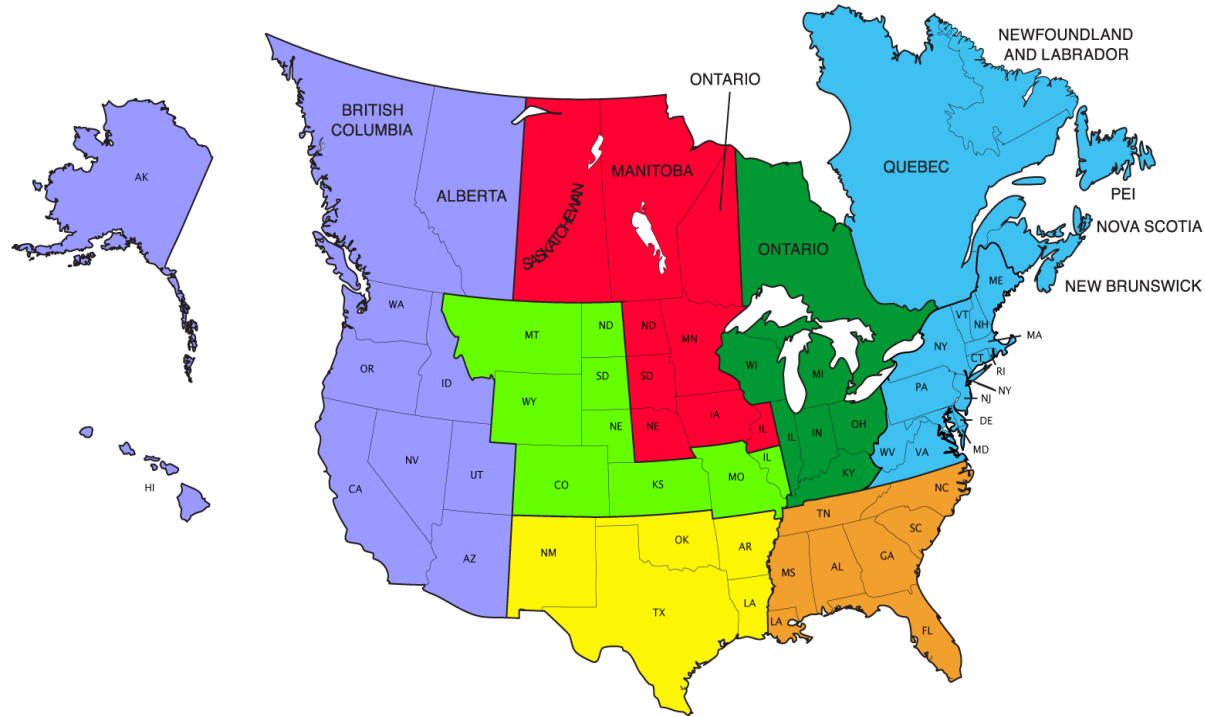 NEWFOUNDLAND
AND LABRADOR
ONTARIO
BRITISH
COLUMBIA
MANITOBA
QUEBEC
AK
ALBERTA
SASKATCHEWAN
PEI
NOVA SCOTIA
ONTARIO
NEW BRUNSWICK
ME
WA
VT
NH
ND
ND
MT
MN
MA
NY
CT
RI
OR
ID
WI
MI
SD
SD
PA
NY
NJ
WY
IA
IL
NE
NE
IL
IN
OH
DE
MD
WV
VA
NV
UT
IL
KY
HI
CA
CO
KS
MO
NC
TN
SC
AZ
NM
OK
AR
GA
MS
AL
TX
LA
LA
FL